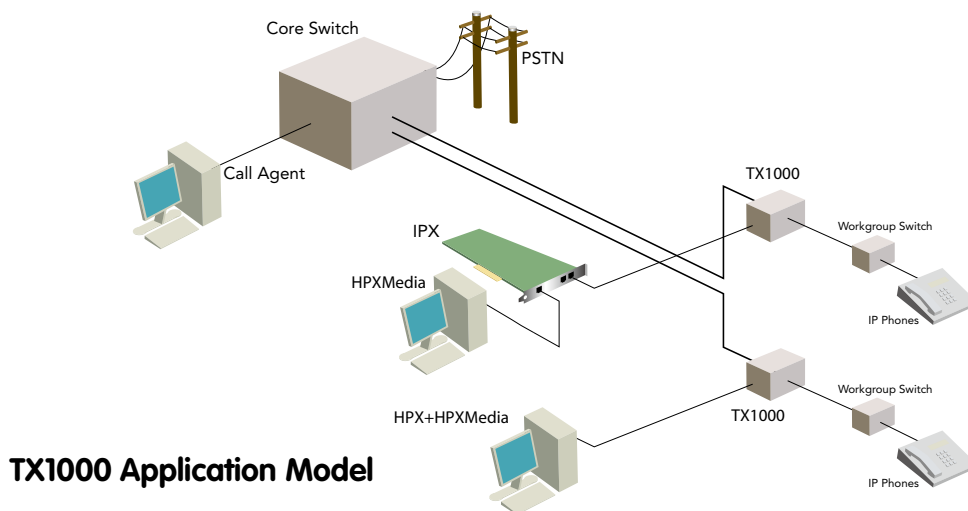 Core Switch
PSTN
Call Agent
TX1000
IPX
Workgroup Switch
HPXMedia
IP Phones
Workgroup Switch
TX1000
HPX+HPXMedia
IP Phones
TX1000 Application Model